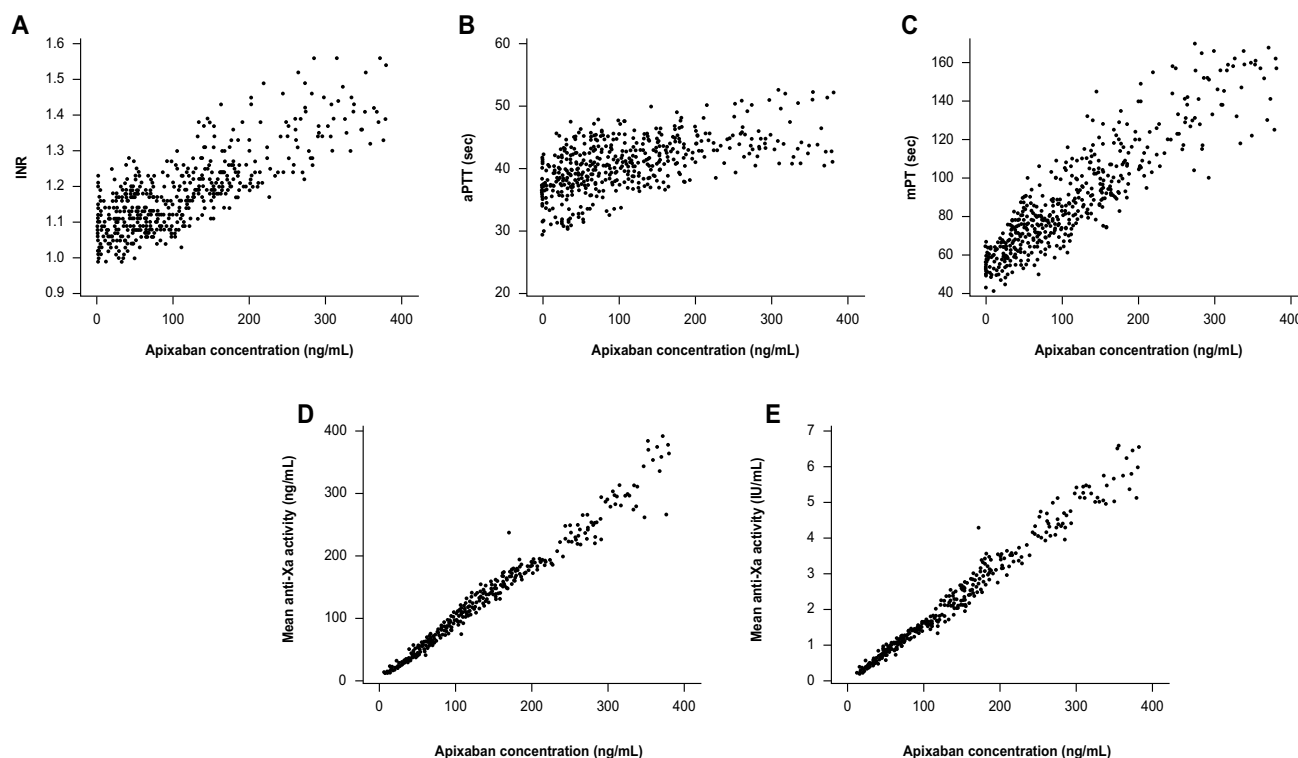 A
INR
1.6
1.5
1.4
1.3
1.2
1.1
1.0
0.9
0 100 200 300 400
Apixaban concentration (ng/mL)
B
aPTT (sec)
60
50
40
30
20
0 100 200 300 400
Apixaban concentration (ng/mL)
C
mPT (sec)
160
140
120
100
80
60
40
0 100 200 300 400
Apixaban concentration (ng/mL)
D
Mean anti-Xa activity (ng/mL)
400
300
200
100
0
0 100 200 300 400
Apixaban concentration (ng/mL)
E
Mean anti-Xa activity (IU/mL)
7
6
5
4
3
2
1
0
0 100 200 300 400
Apixaban concentration (ng/mL)